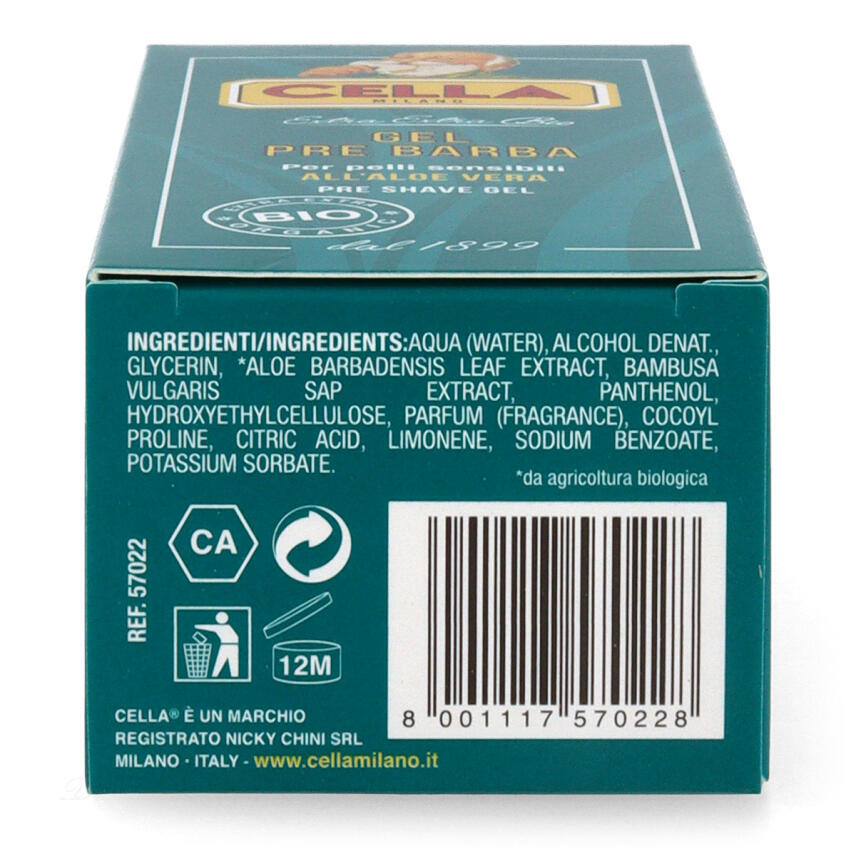 CELLA
MILANO
Extra Extra Bio
GEL
PRE BARBA
Per pelli sensibili
ALL'ALOE VERA
PRE SHAVE GEL
EXTRA EXTRA
BIO
ORGANIC
dal 1899
INGREDIENTI/INGREDIENTS:AQUA (WATER), ALCOHOL DENAT.,
GLYCERIN, *ALOE BARBADENSIS LEAF EXTRACT, BAMBUSA
VULGARIS SAP EXTRACT, PANTHENOL,
HYDROXYETHYLCELLULOSE, PARFUM (FRAGRANCE), COCOYL
PROLINE, CITRIC ACID, LIMONENE, SODIUM BENZOATE,
POTASSIUM SORBATE.
*da agricoltura biologica
REF. 57022
CA
12M
CELLA® È UN MARCHIO
REGISTRATO NICKY CHINI SRL
MILANO · ITALY - www.cellamilano.it
8 001117 570228